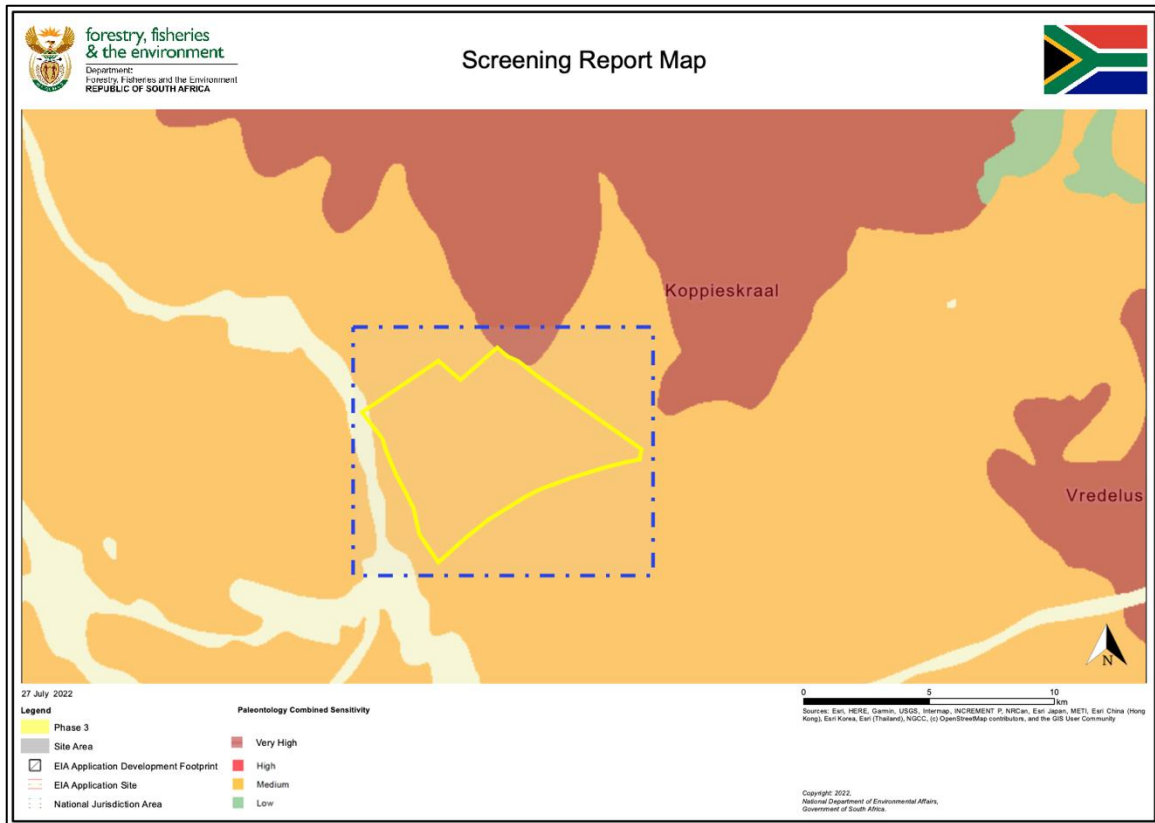 forestry, fisheries
& the environment
Department:
Forestry, Fisheries and the Environment
REPUBLIC OF SOUTH AFRICA
Screening Report Map
Koppieskraal
Vredelus
N
27 July 2022
Legend
Phase 3
Site Area
EIA Application Development Footprint
EIA Application Site
National Jurisdiction Area
Paleontology Combined Sensitivity
Very High
High
Medium
Low
0 5 10
km
Sources: Esri, HERE, Garmin, USGS, Intermap, INCREMENT P, NRCan, Esri Japan, METI, Esri China (Hong
Kong), Esri Korea, Esri (Thailand), NGCC, (c) OpenStreetMap contributors, and the GIS User Community
Copyright: 2022,
National Department of Environmental Affairs,
Government of South Africa.